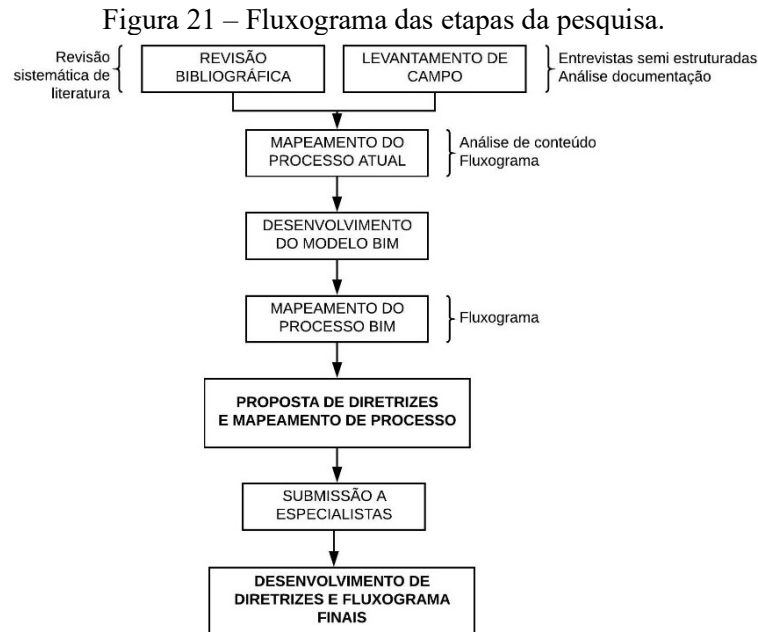 Figura 21 – Fluxograma das etapas da pesquisa.
Revisão
sistemática de
literatura
REVISÃO
BIBLIOGRÁFICA
LEVANTAMENTO DE
CAMPO
Entrevistas semi estruturadas
Análise documentação
MAPEAMENTO DO
PROCESSO ATUAL
Análise de conteúdo
Fluxograma
DESENVOLVIMENTO
DO MODELO BIM
MAPEAMENTO DO
PROCESSO BIM
Fluxograma
PROPOSTA DE DIRETRIZES
E MAPEAMENTO DE PROCESSO
SUBMISSÃO A
ESPECIALISTAS
DESENVOLVIMENTO DE
DIRETRIZES E FLUXOGRAMA
FINAIS